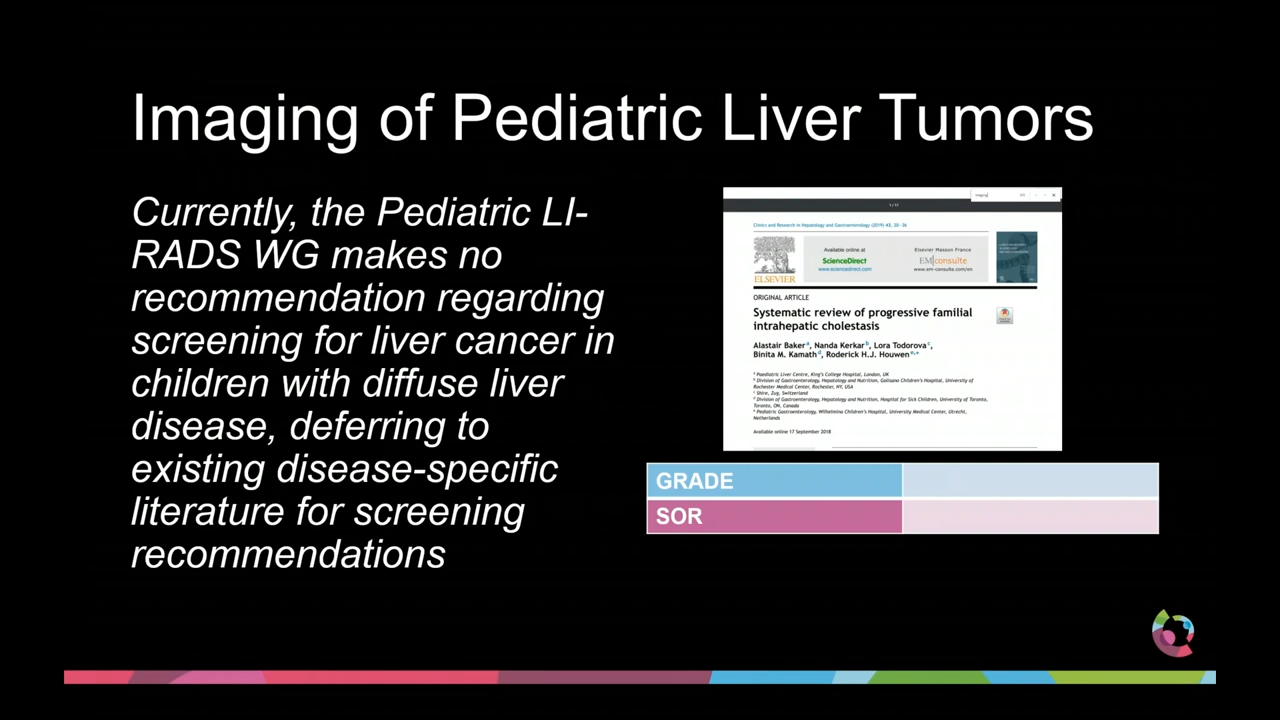 Imaging of Pediatric Liver Tumors
Currently, the Pediatric LI-
RADS WG makes no
recommendation regarding
screening for liver cancer in
children with diffuse liver
disease, deferring to
existing disease-specific
literature for screening
recommendations
imaging
0/0
1 / 11
Clinics and Research in Hepatology and Gastroenterology (2019) 43, 20–36
ELSEVIER
Available online at
ScienceDirect
www.sciencedirect.com
Elsevier Masson France
EM|consulte
www.em-consulte.com/en
ORIGINAL ARTICLE
Systematic review of progressive familial
intrahepatic cholestasis
Alastair Baker a, Nanda Kerkar b, Lora Todorova c,
Binita M. Kamath d, Roderick H.J. Houwen e,*
a Paediatric Liver Centre, King's College Hospital, London, UK
b Division of Gastroenterology, Hepatology and Nutrition, Golisano Children's Hospital, University of
Rochester Medical Center, Rochester, NY, USA
c Shire, Zug, Switzerland
d Division of Gastroenterology, Hepatology and Nutrition, Hospital for Sick Children, University of Toronto,
Toronto, ON, Canada
e Pediatric Gastroenterology, Wilhelmina Children's Hospital, University Medical Center, Utrecht,
Netherlands
Available online 17 September 2018
GRADE
SOR